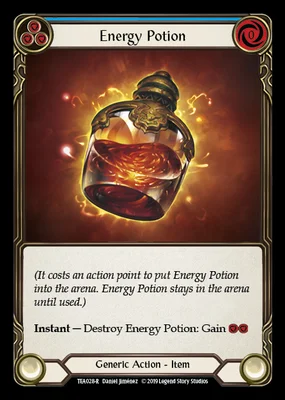 Energy Potion
0
(It costs an action point to put Energy Potion
into the arena. Energy Potion stays in the arena
until used.)
Instant — Destroy Energy Potion: Gain
Generic Action - Item
TEA028-R Daniel Jiménez © 2019 Legend Story Studios